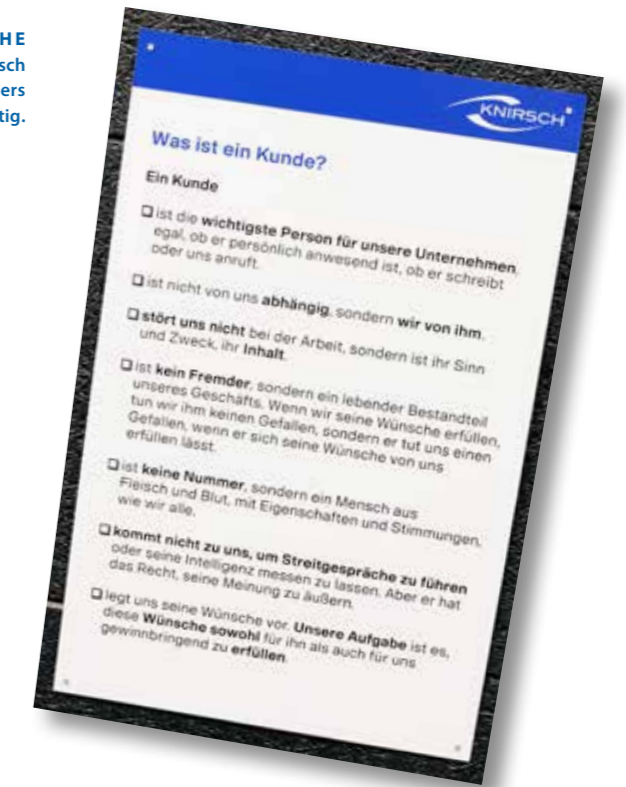 HE
sch
ers
tig.
KNIRSCH
Was ist ein Kunde?
Ein Kunde
❑ ist die wichtigste Person für unsere Unternehmen,
egal, ob er persönlich anwesend ist, ob er schreibt
oder uns anruft.
❑ ist nicht von uns abhängig, sondern wir von ihm.
❑ stört uns nicht bei der Arbeit, sondern ist ihr Sinn
und Zweck, ihr Inhalt.
❑ ist kein Fremder, sondern ein lebender Bestandteil
unseres Geschäfts. Wenn wir seine Wünsche erfüllen,
tun wir ihm keinen Gefallen, sondern er tut uns einen
Gefallen, wenn er sich seine Wünsche von uns
erfüllen lässt.
❑ ist keine Nummer, sondern ein Mensch aus
Fleisch und Blut, mit Eigenschaften und Stimmungen,
wie wir alle.
❑ kommt nicht zu uns, um Streitgespräche zu führen
oder seine Intelligenz messen zu lassen. Aber er hat
das Recht, seine Meinung zu äußern.
❑ legt uns seine Wünsche vor. Unsere Aufgabe ist es,
diese Wünsche sowohl für ihn als auch für uns
gewinnbringend zu erfüllen.